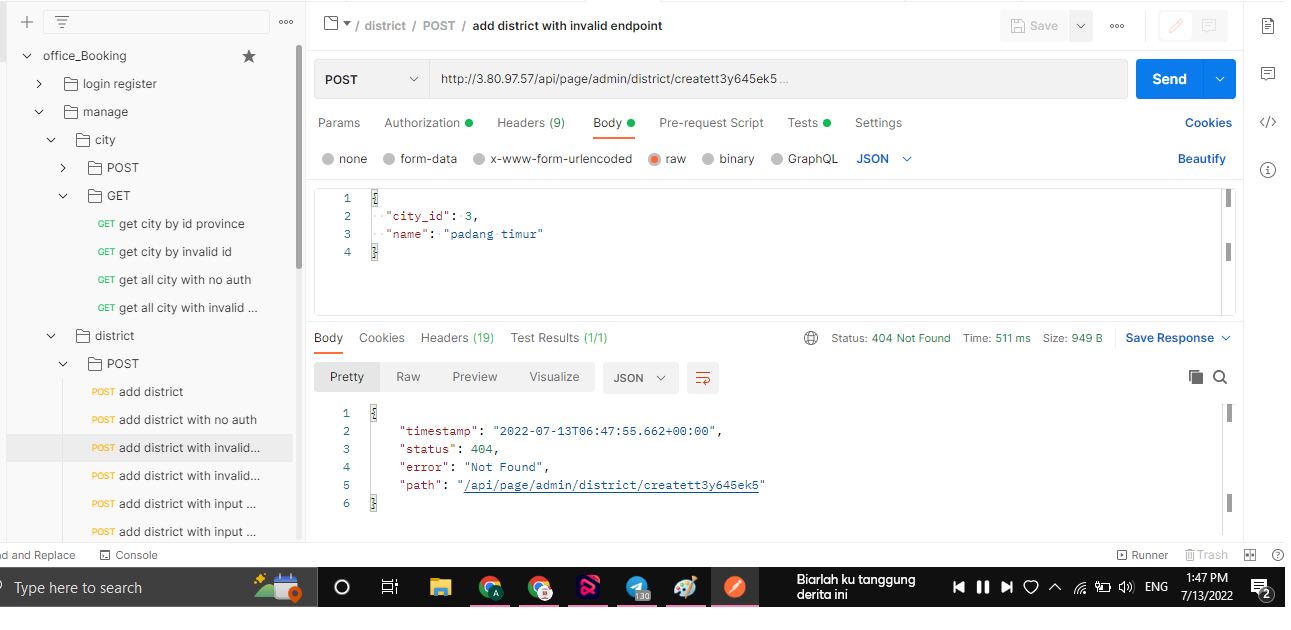 / district / POST / add district with invalid endpoint
Save
office_Booking
login register
manage
city
POST
GET
GET get city by id province
GET get city by invalid id
GET get all city with no auth
GET get all city with invalid ...
district
POST
POST add district
POST add district with no auth
POST add district with invalid...
POST add district with invalid...
POST add district with input ...
POST add district with input ...
POST
http://3.80.97.57/api/page/admin/district/creatett3y645ek5...
Send
Params Authorization Headers (9) Body Pre-request Script Tests Settings Cookies
none form-data x-www-form-urlencoded raw binary GraphQL JSON Beautify
1 {
2 "city_id": 3,
3 "name": "padang timur"
4 }
Body Cookies Headers (19) Test Results (1/1) Status: 404 Not Found Time: 511 ms Size: 949 B Save Response
Pretty Raw Preview Visualize JSON
1 {
2 "timestamp": "2022-07-13T06:47:55.662+00:00",
3 "status": 404,
4 "error": "Not Found",
5 "path": "/api/page/admin/district/creatett3y645ek5"
6 }
nd and Replace Console Runner Trash
Type here to search
A
130
Biarlah ku tanggung
derita ini
ENG
1:47 PM
7/13/2022
2